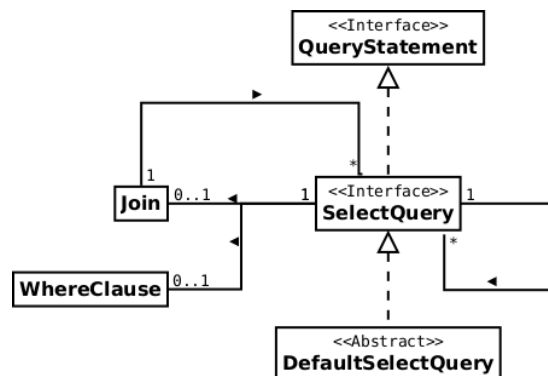 <<Interface>>
QueryStatement
1
*
Join
0..1
1
<<Interface>>
SelectQuery
1
*
WhereClause
0..1
<<Abstract>>
DefaultSelectQuery